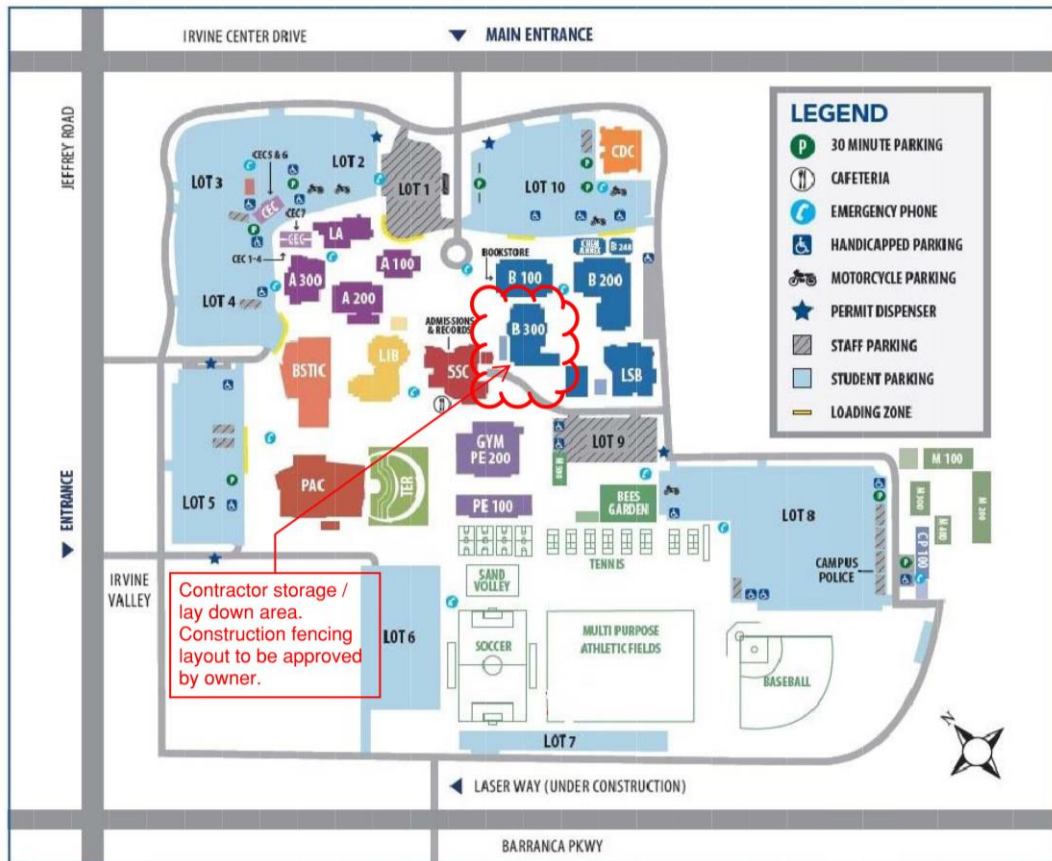 IRVINE CENTER DRIVE
MAIN ENTRANCE
JEFFREY ROAD
ENTRANCE
LEGEND
P 30 MINUTE PARKING
CAFETERIA
EMERGENCY PHONE
HANDICAPPED PARKING
MOTORCYCLE PARKING
PERMIT DISPENSER
STAFF PARKING
STUDENT PARKING
LOADING ZONE
CEC 5 & 6
LOT 2
LOT 3
LOT 1
LOT 10
CDC
CEC
CEC 7
CEC
LA
CEC 1-4
A 100
A 300
A 200
LOT 4
BOOKSTORE
B 100
CHEM
ANNEX
B 248
B 200
B 300
ADMISSIONS
& RECORDS
LIB
SSC
BSTIC
LSB
LOT 5
GYM
PE 200
LOT 9
M 100
M 200
PAC
TER
PE 100
BEES
GARDEN
LOT 8
CP 100
CAMPUS
POLICE
TENNIS
SAND
VOLLEY
IRVINE
VALLEY
Contractor storage /
lay down area.
Construction fencing
layout to be approved
by owner.
LOT 6
SOCCER
MULTI PURPOSE
ATHLETIC FIELDS
BASEBALL
N
LOT 7
LASER WAY (UNDER CONSTRUCTION)
BARRANCA PKWY